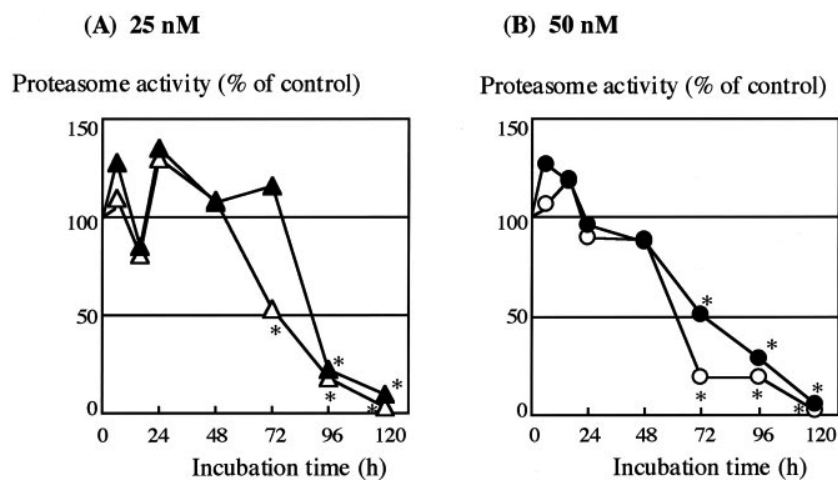 (A) 25 nM
(B) 50 nM
Proteasome activity (% of control)
Proteasome activity (% of control)
150
100
50
0
*
*
*
*
*
0 24 48 72 96 120
Incubation time (h)
150
100
50
0
*
*
*
*
*
*
0 24 48 72 96 120
Incubation time (h)